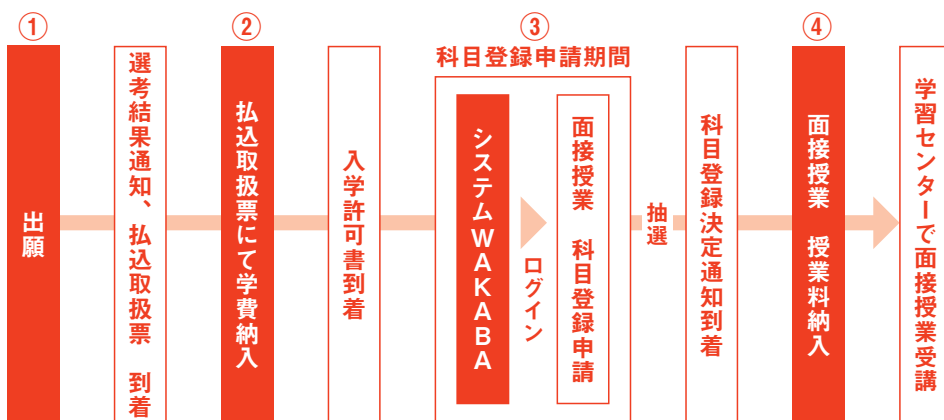 ①
出願
選考結果通知、払込取扱票　到着
②
払込取扱票にて学費納入
入学許可書到着
③
科目登録申請期間
システムWAKABA
ログイン
面接授業　科目登録申請
抽選
科目登録決定通知到着
④
面接授業　授業料納入
学習センターで面接授業受講